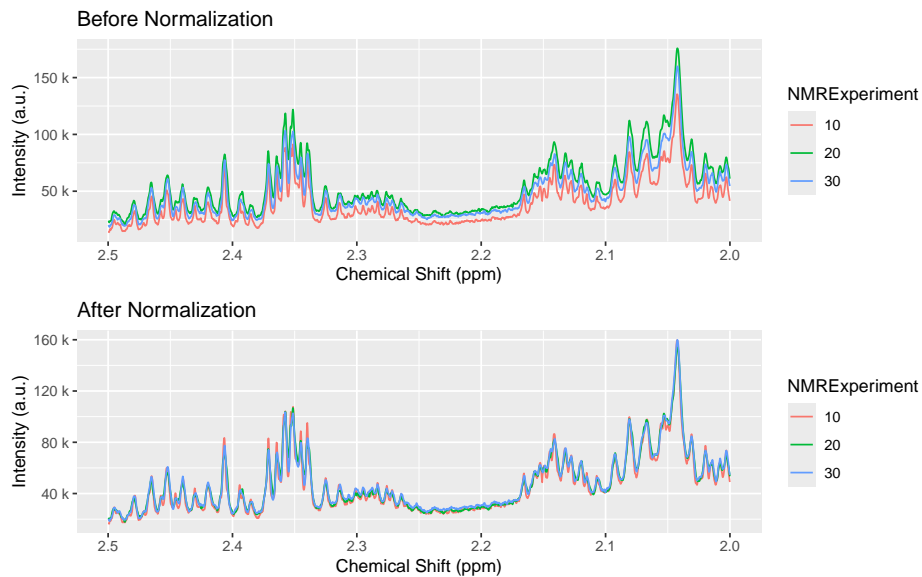 Before Normalization
Intensity (a.u.)
150 k
100 k
50 k
2.5
2.4
2.3
2.2
2.1
2.0
Chemical Shift (ppm)
NMRExperiment
10
20
30
After Normalization
Intensity (a.u.)
160 k
120 k
80 k
40 k
2.5
2.4
2.3
2.2
2.1
2.0
Chemical Shift (ppm)
NMRExperiment
10
20
30